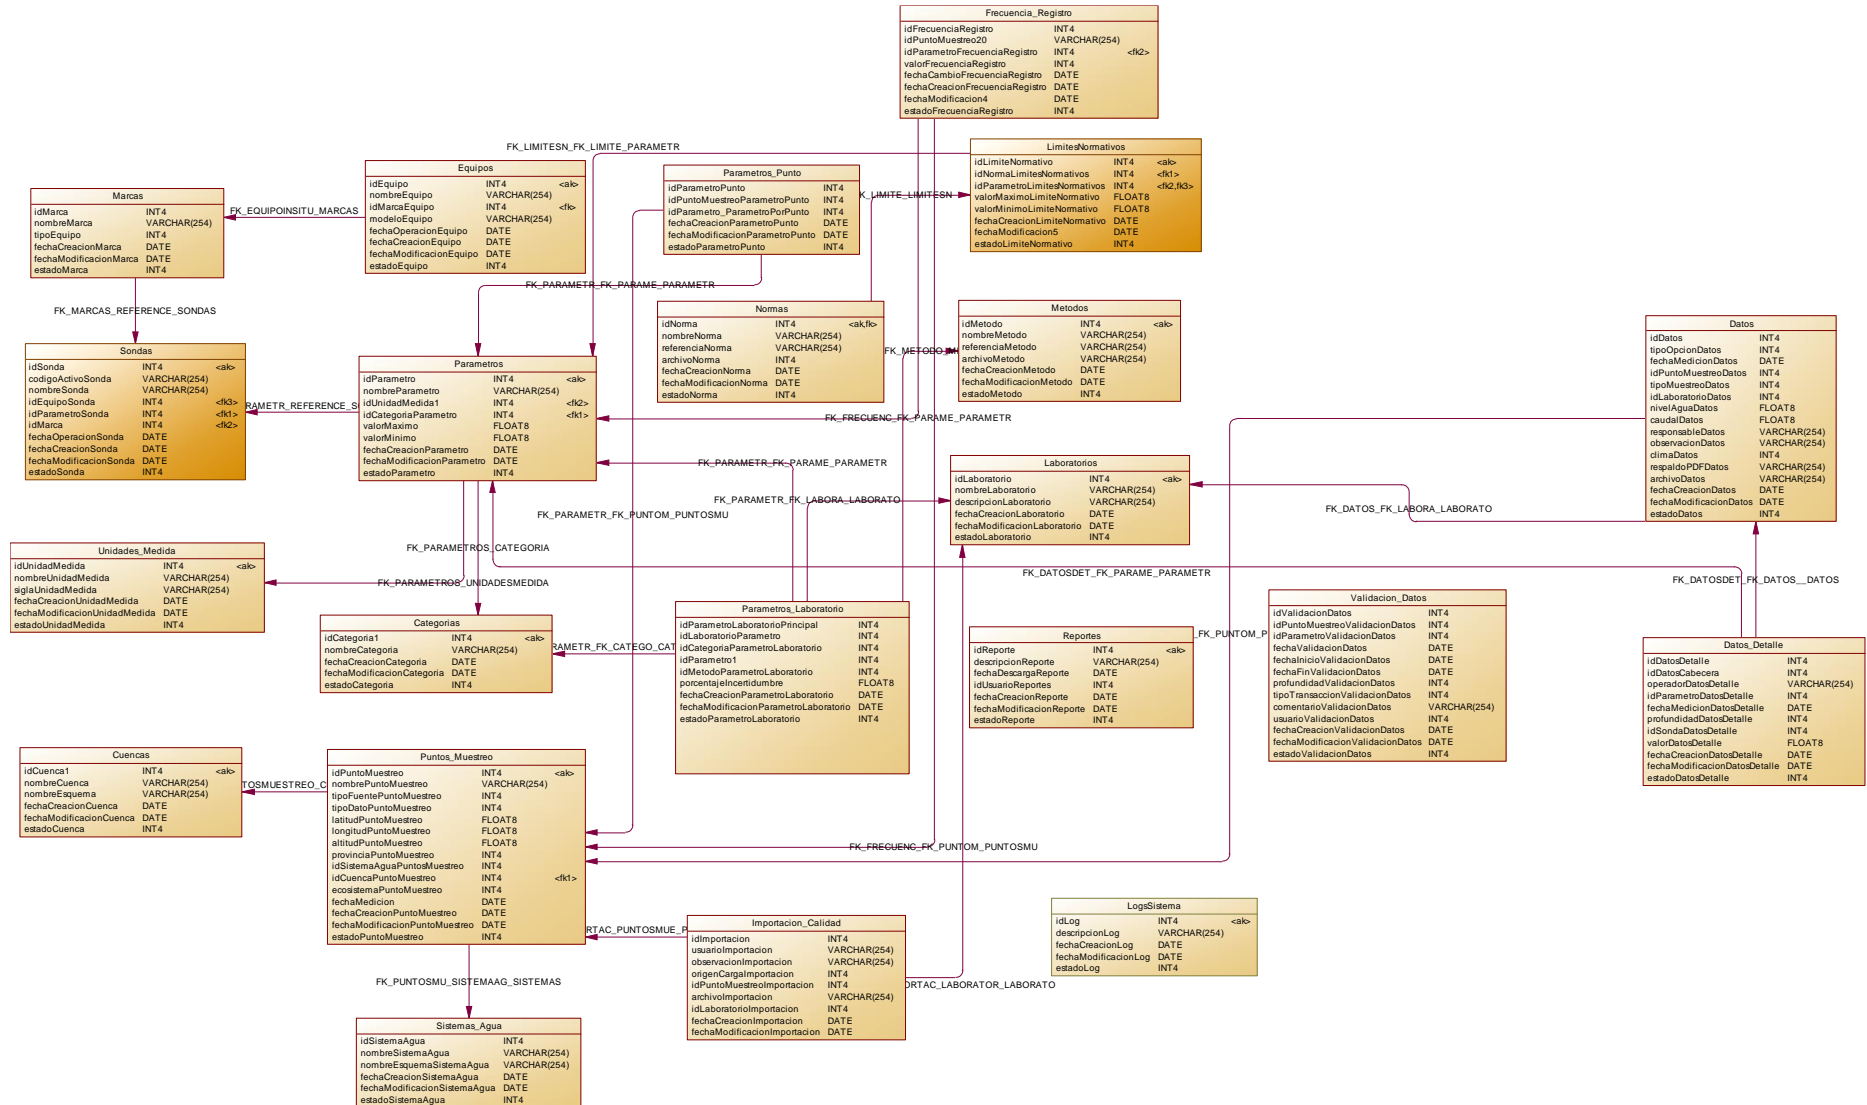 Frecuencia_Registro
idFrecuenciaRegistro INT4
idPuntoMuestreo20 VARCHAR(254)
idParametroFrecuenciaRegistro INT4 <fk2>
valorFrecuenciaRegistro INT4
fechaCambioFrecuenciaRegistro DATE
fechaCreacionFrecuenciaRegistro DATE
fechaModificacion4 DATE
estadoFrecuenciaRegistro INT4
FK_LIMITESN_FK_LIMITE_PARAMETR
LimitesNormativos
idLimiteNormativo INT4 <ak>
idNormaLimitesNormativos INT4 <fk1>
idParametroLimitesNormativos INT4 <fk2,fk3>
valorMaximoLimiteNormativo FLOAT8
valorMinimoLimiteNormativo FLOAT8
fechaCreacionLimiteNormativo DATE
fechaModificacion5 DATE
estadoLimiteNormativo INT4
Equipos
idEquipo INT4 <ak>
nombreEquipo VARCHAR(254)
idMarcaEquipo INT4 <fk>
modeloEquipo VARCHAR(254)
fechaOperacionEquipo DATE
fechaCreacionEquipo DATE
fechaModificacionEquipo DATE
estadoEquipo INT4
Parametros_Punto
idParametroPunto INT4
idPuntoMuestreoParametroPunto INT4
idParametro_ParametroPorPunto INT4
fechaCreacionParametroPunto DATE
fechaModificacionParametroPunto DATE
estadoParametroPunto INT4
K_LIMITE_LIMITESN
Marcas
idMarca INT4
nombreMarca VARCHAR(254)
tipoEquipo INT4
fechaCreacionMarca DATE
fechaModificacionMarca DATE
estadoMarca INT4
FK_EQUIPOINSITU_MARCAS
FK_PARAMETR_FK_PARAME_PARAMETR
FK_MARCAS_REFERENCE_SONDAS
Normas
idNorma INT4 <ak,fk>
nombreNorma VARCHAR(254)
referenciaNorma VARCHAR(254)
archivoNorma INT4
fechaCreacionNorma DATE
fechaModificacionNorma DATE
estadoNorma INT4
FK_METODO_M
Metodos
idMetodo INT4 <ak>
nombreMetodo VARCHAR(254)
referenciaMetodo VARCHAR(254)
archivoMetodo VARCHAR(254)
fechaCreacionMetodo DATE
fechaModificacionMetodo DATE
estadoMetodo INT4
Datos
idDatos INT4
tipoOpcionDatos INT4
fechaMedicionDatos DATE
idPuntoMuestreoDatos INT4
tipoMuestreoDatos INT4
idLaboratorioDatos INT4
nivelAguaDatos FLOAT8
caudalDatos FLOAT8
responsableDatos VARCHAR(254)
observacionDatos VARCHAR(254)
climaDatos INT4
respaldoPDFDatos VARCHAR(254)
archivoDatos VARCHAR(254)
fechaCreacionDatos DATE
fechaModificacionDatos DATE
estadoDatos INT4
Sondas
idSonda INT4 <ak>
codigoActivoSonda VARCHAR(254)
nombreSonda VARCHAR(254)
idEquipoSonda INT4 <fk3>
idParametroSonda INT4 <fk1>
idMarca INT4 <fk2>
fechaOperacionSonda DATE
fechaCreacionSonda DATE
fechaModificacionSonda DATE
estadoSonda INT4
RAMETR_REFERENCE_S
Parametros
idParametro INT4 <ak>
nombreParametro VARCHAR(254)
idUnidadMedida1 INT4 <fk2>
idCategoriaParametro INT4 <fk1>
valorMaximo FLOAT8
valorMinimo FLOAT8
fechaCreacionParametro DATE
fechaModificacionParametro DATE
estadoParametro INT4
FK_FRECUENC_FK_PARAME_PARAMETR
FK_PARAMETR_FK_PARAME_PARAMETR
FK_PARAMETR_FK_LABORA_LABORATO
Laboratorios
idLaboratorio INT4 <ak>
nombreLaboratorio VARCHAR(254)
descripcionLaboratorio VARCHAR(254)
fechaCreacionLaboratorio DATE
fechaModificacionLaboratorio DATE
estadoLaboratorio INT4
FK_DATOS_FK_LABORA_LABORATO
FK_PARAMETR_FK_PUNTOM_PUNTOSMU
FK_PARAMETROS_CATEGORIA
Unidades_Medida
idUnidadMedida INT4 <ak>
nombreUnidadMedida VARCHAR(254)
siglaUnidadMedida VARCHAR(254)
fechaCreacionUnidadMedida DATE
fechaModificacionUnidadMedida DATE
estadoUnidadMedida INT4
FK_PARAMETROS_UNIDADESMEDIDA
FK_DATOSDET_FK_PARAME_PARAMETR
FK_DATOSDET_FK_DATOS__DATOS
Categorias
idCategoria1 INT4 <ak>
nombreCategoria VARCHAR(254)
fechaCreacionCategoria DATE
fechaModificacionCategoria DATE
estadoCategoria INT4
RAMETR_FK_CATEGO_CAT
Parametros_Laboratorio
idParametroLaboratorioPrincipal INT4
idLaboratorioParametro INT4
idCategoriaParametroLaboratorio INT4
idParametro1 INT4
idMetodoParametroLaboratorio INT4
porcentajeIncertidumbre FLOAT8
fechaCreacionParametroLaboratorio DATE
fechaModificacionParametroLaboratorio DATE
estadoParametroLaboratorio INT4
Reportes
idReporte INT4 <ak>
descripcionReporte VARCHAR(254)
fechaDescargaReporte DATE
idUsuarioReportes INT4
fechaCreacionReporte DATE
fechaModificacionReporte DATE
estadoReporte INT4
_FK_PUNTOM_P
Validacion_Datos
idValidacionDatos INT4
idPuntoMuestreoValidacionDatos INT4
idParametroValidacionDatos INT4
fechaValidacionDatos DATE
fechaInicioValidacionDatos DATE
fechaFinValidacionDatos DATE
profundidadValidacionDatos INT4
tipoTransaccionValidacionDatos INT4
comentarioValidacionDatos VARCHAR(254)
usuarioValidacionDatos INT4
fechaCreacionValidacionDatos DATE
fechaModificacionValidacionDatos DATE
estadoValidacionDatos INT4
Datos_Detalle
idDatosDetalle INT4
idDatosCabecera INT4
operadorDatosDetalle VARCHAR(254)
idParametroDatosDetalle INT4
fechaMedicionDatosDetalle DATE
profundidadDatosDetalle INT4
idSondaDatosDetalle INT4
valorDatosDetalle FLOAT8
fechaCreacionDatosDetalle DATE
fechaModificacionDatosDetalle DATE
estadoDatosDetalle INT4
Cuencas
idCuenca1 INT4 <ak>
nombreCuenca VARCHAR(254)
nombreEsquema VARCHAR(254)
fechaCreacionCuenca DATE
fechaModificacionCuenca DATE
estadoCuenca INT4
TOSMUESTREO_C
Puntos_Muestreo
idPuntoMuestreo INT4 <ak>
nombrePuntoMuestreo VARCHAR(254)
tipoFuentePuntoMuestreo INT4
tipoDatoPuntoMuestreo INT4
latitudPuntoMuestreo FLOAT8
longitudPuntoMuestreo FLOAT8
altitudPuntoMuestreo FLOAT8
provinciaPuntoMuestreo INT4
idSistemaAguaPuntosMuestreo INT4
idCuencaPuntoMuestreo INT4 <fk1>
ecosistemaPuntoMuestreo INT4
fechaMedicion DATE
fechaCreacionPuntoMuestreo DATE
fechaModificacionPuntoMuestreo DATE
estadoPuntoMuestreo INT4
FK_FRECUENC_FK_PUNTOM_PUNTOSMU
RTAC_PUNTOSMUE_P
Importacion_Calidad
idImportacion INT4
usuarioImportacion VARCHAR(254)
observacionImportacion VARCHAR(254)
origenCargaImportacion INT4
idPuntoMuestreoImportacion INT4
archivoImportacion VARCHAR(254)
idLaboratorioImportacion INT4
fechaCreacionImportacion DATE
fechaModificacionImportacion DATE
ORTAC_LABORATOR_LABORATO
LogsSistema
idLog INT4 <ak>
descripcionLog VARCHAR(254)
fechaCreacionLog DATE
fechaModificacionLog DATE
estadoLog INT4
FK_PUNTOSMU_SISTEMAAG_SISTEMAS
Sistemas_Agua
idSistemaAgua INT4
nombreSistemaAgua VARCHAR(254)
nombreEsquemaSistemaAgua VARCHAR(254)
fechaCreacionSistemaAgua DATE
fechaModificacionSistemaAgua DATE
estadoSistemaAgua INT4